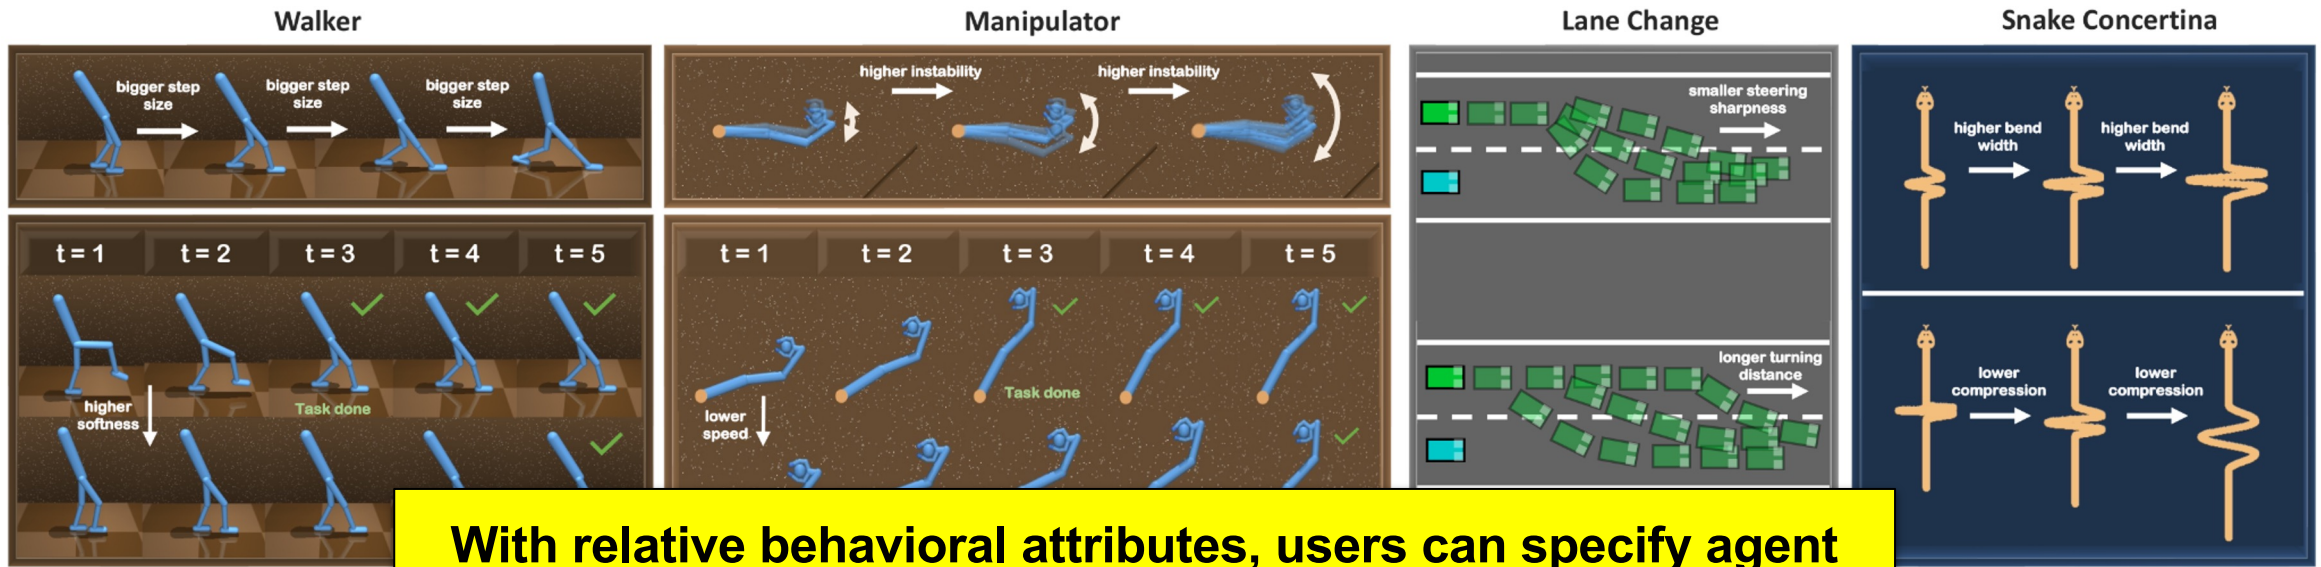 Walker
bigger step
size
bigger step
size
bigger step
size
t = 1
t = 2
t = 3
t = 4
t = 5
higher
softness
Task done
Manipulator
higher instability
higher instability
t = 1
t = 2
t = 3
t = 4
t = 5
Task done
lower
speed
Lane Change
smaller steering
sharpness
longer turning
distance
Snake Concertina
higher bend
width
higher bend
width
lower
compression
lower
compression
With relative behavioral attributes, users can specify agent